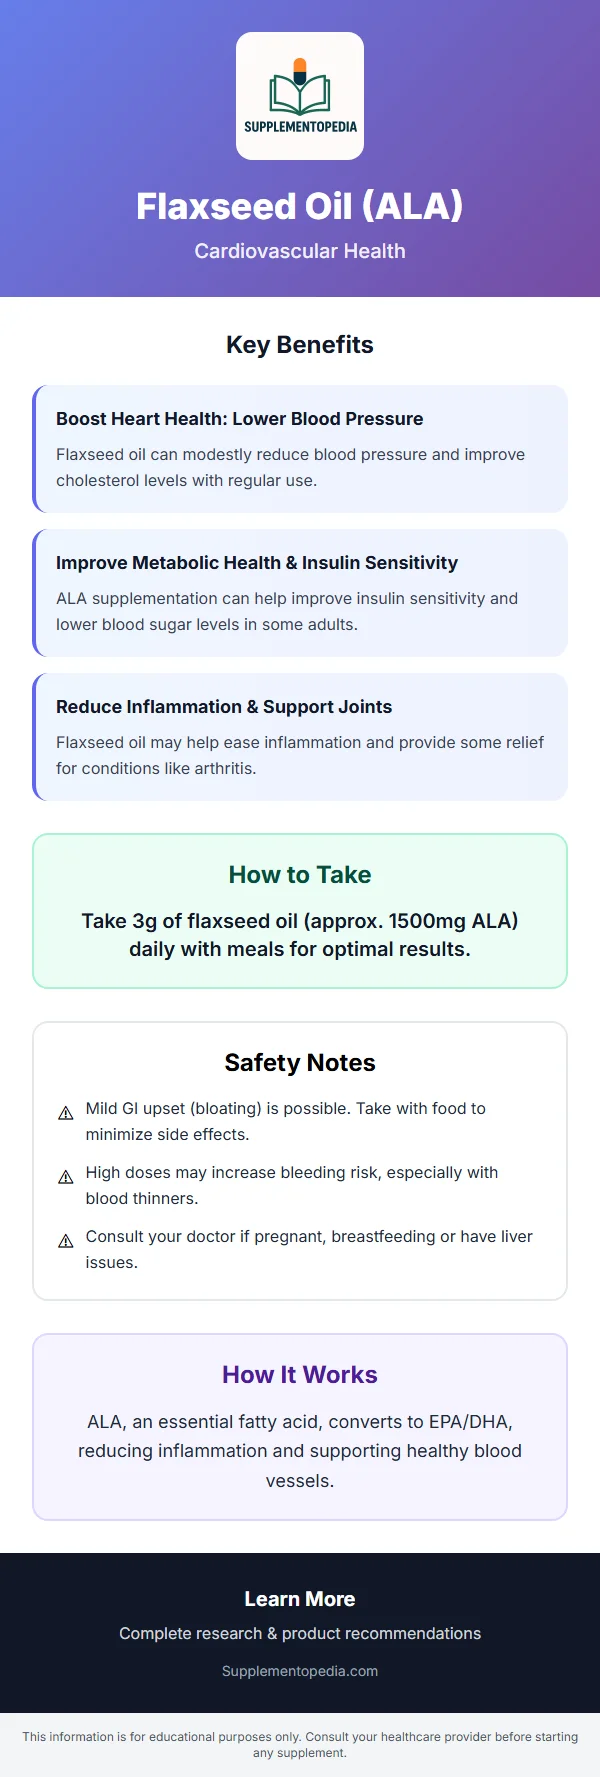 SUPPLEMENTOPEDIA
Flaxseed Oil (ALA)
Cardiovascular Health
Key Benefits
Boost Heart Health: Lower Blood Pressure
Flaxseed oil can modestly reduce blood pressure and improve
cholesterol levels with regular use.
Improve Metabolic Health & Insulin Sensitivity
ALA supplementation can help improve insulin sensitivity and
lower blood sugar levels in some adults.
Reduce Inflammation & Support Joints
Flaxseed oil may help ease inflammation and provide some relief
for conditions like arthritis.
How to Take
Take 3g of flaxseed oil (approx. 1500mg ALA)
daily with meals for optimal results.
Safety Notes
⚠ Mild GI upset (bloating) is possible. Take with food to
minimize side effects.
⚠ High doses may increase bleeding risk, especially with
blood thinners.
⚠ Consult your doctor if pregnant, breastfeeding or have liver
issues.
How It Works
ALA, an essential fatty acid, converts to EPA/DHA,
reducing inflammation and supporting healthy blood
vessels.
Learn More
Complete research & product recommendations
Supplementopedia.com
This information is for educational purposes only. Consult your healthcare provider before starting
any supplement.